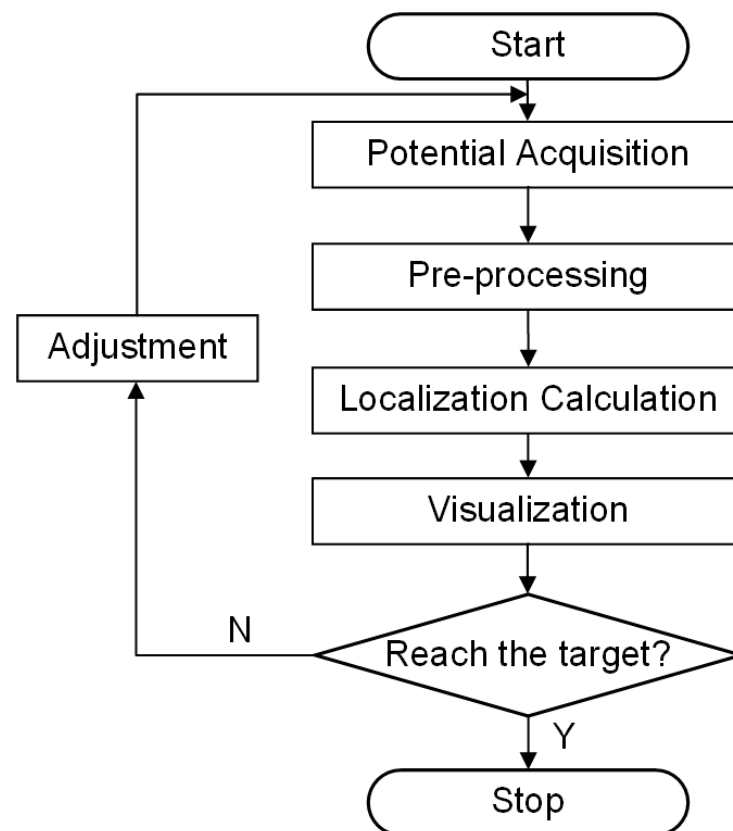 Start
Potential Acquisition
Pre-processing
Adjustment
Localization Calculation
Visualization
N
Reach the target?
Y
Stop